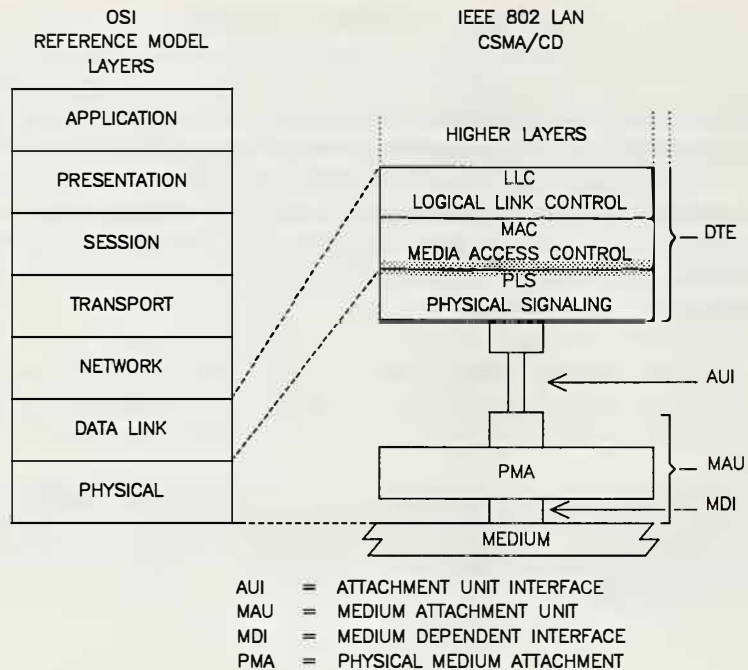 OSI
REFERENCE MODEL
LAYERS
APPLICATION
PRESENTATION
SESSION
TRANSPORT
NETWORK
DATA LINK
PHYSICAL
IEEE 802 LAN
CSMA/CD
HIGHER LAYERS
LLC
LOGICAL LINK CONTROL
MAC
MEDIA ACCESS CONTROL
PLS
PHYSICAL SIGNALING
DTE
AUI
PMA
MAU
MDI
MEDIUM
AUI = ATTACHMENT UNIT INTERFACE
MAU = MEDIUM ATTACHMENT UNIT
MDI = MEDIUM DEPENDENT INTERFACE
PMA = PHYSICAL MEDIUM ATTACHMENT